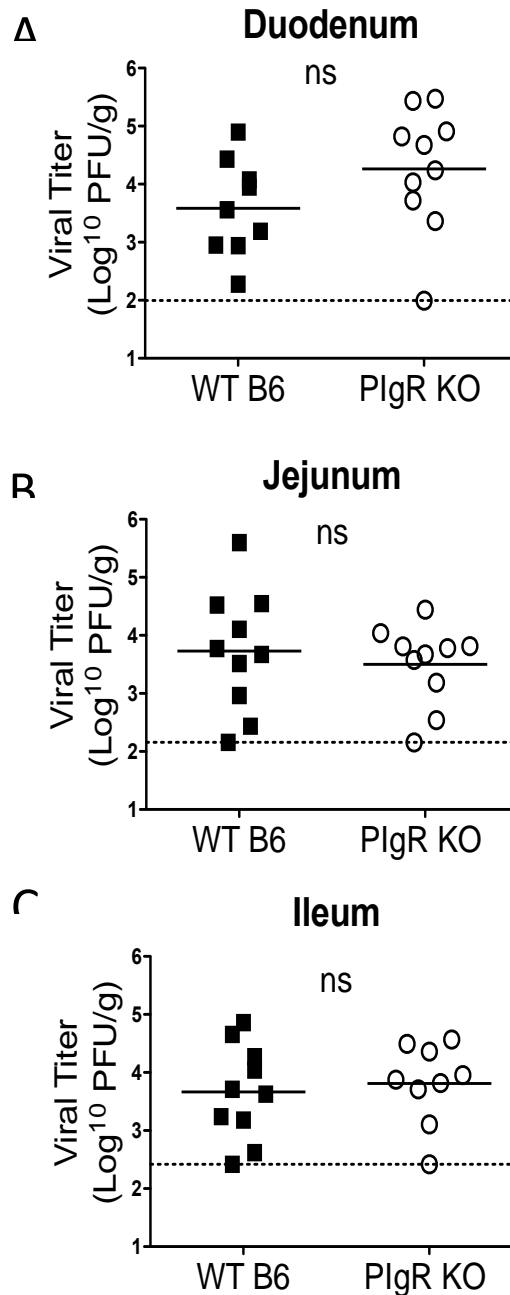 A
Duodenum
ns
6
5
4
3
2
1
Viral Titer
(Log10 PFU/g)
WT B6
PIgR KO
B
Jejunum
ns
6
5
4
3
2
1
Viral Titer
(Log10 PFU/g)
WT B6
PIgR KO
C
Ileum
ns
6
5
4
3
2
1
Viral Titer
(Log10 PFU/g)
WT B6
PIgR KO